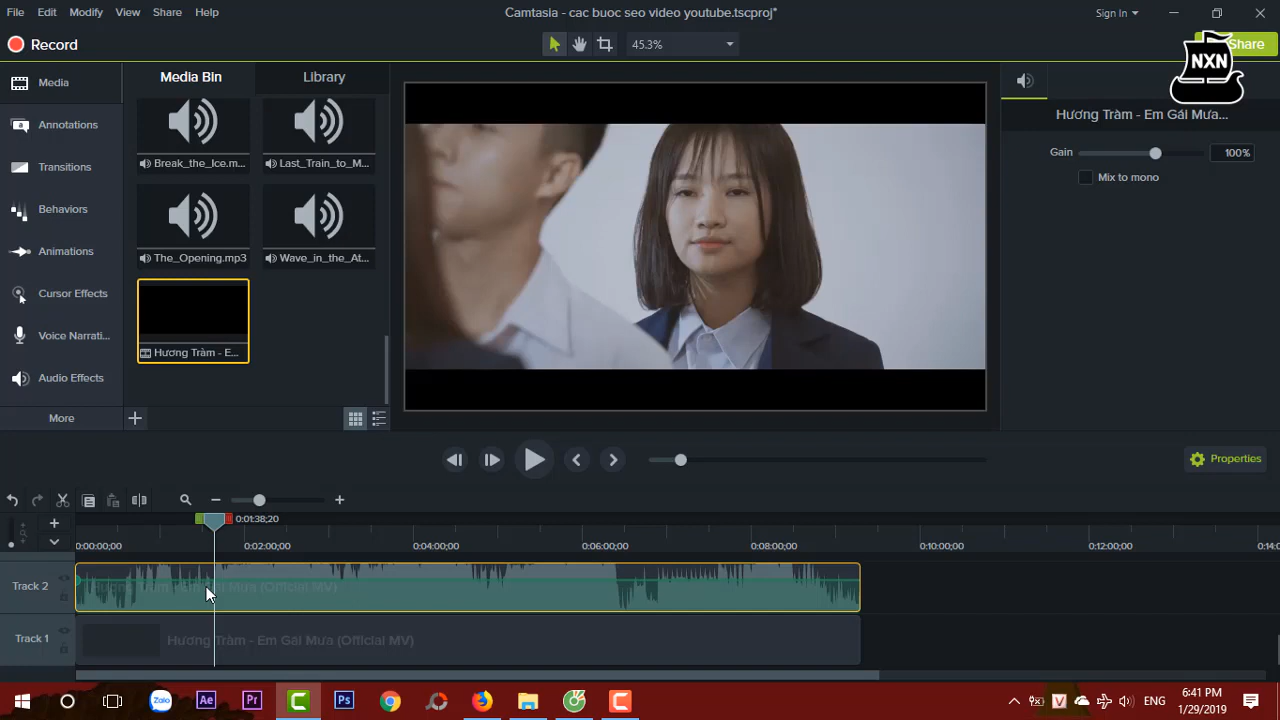 File Edit Modify View Share Help
Camtasia - cac buoc seo video youtube.tscproj*
Sign In
Record
45.3%
Share
NXN
Media
Annotations
Transitions
Behaviors
Animations
Cursor Effects
Voice Narrati...
Audio Effects
More
Media Bin
Library
Break_the_Ice.m...
Last_Train_to_M...
The_Opening.mp3
Wave_in_the_At...
Hương Tràm - E...
Hương Tràm - Em Gái Mưa...
Gain
100%
Mix to mono
Properties
0:01:38;20
0:00:00;00
0:02:00;00
0:04:00;00
0:06:00;00
0:08:00;00
0:10:00;00
0:12:00;00
Track 2
Hương Tràm - Em Gái Mưa (Official MV)
Track 1
Hương Tràm - Em Gái Mưa (Official MV)
Zalo
Ae
Pr
Ps
V
ENG
6:41 PM
1/29/2019